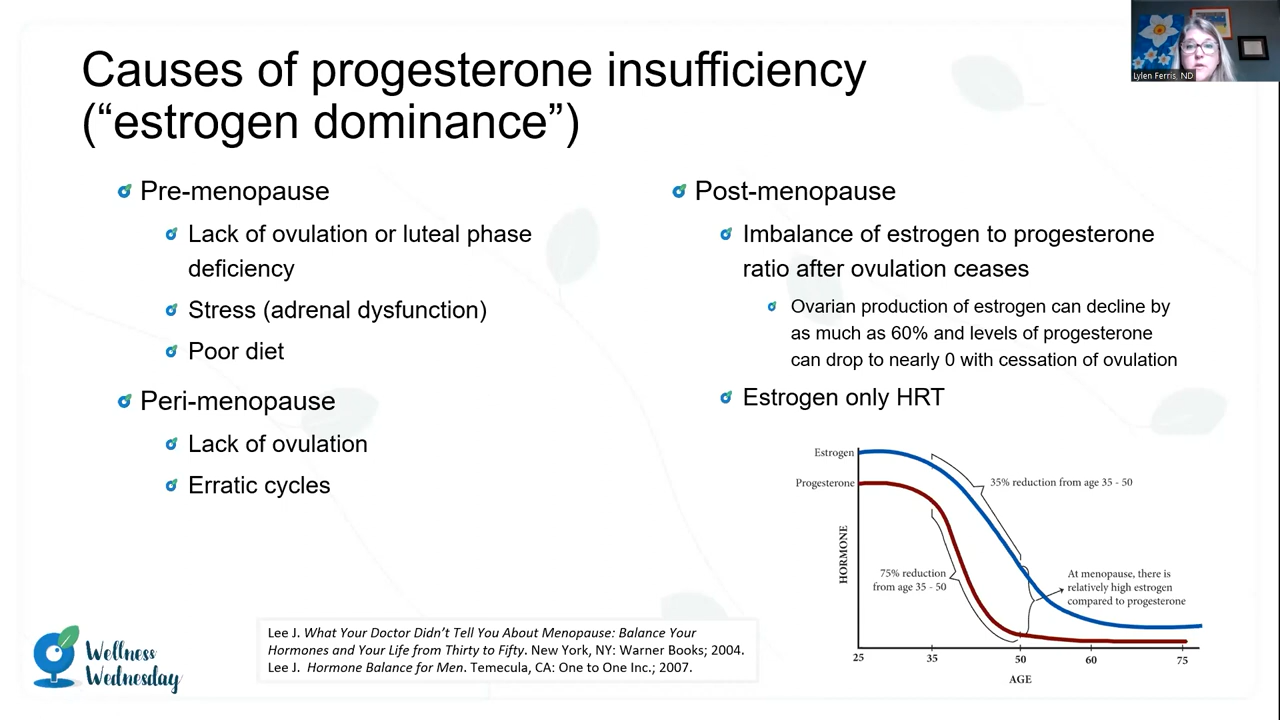 Causes of progesterone insufficiency
(“estrogen dominance”)
Lylen Ferris, ND
Pre-menopause
Lack of ovulation or luteal phase
deficiency
Stress (adrenal dysfunction)
Poor diet
Peri-menopause
Lack of ovulation
Erratic cycles
Post-menopause
Imbalance of estrogen to progesterone
ratio after ovulation ceases
Ovarian production of estrogen can decline by
as much as 60% and levels of progesterone
can drop to nearly 0 with cessation of ovulation
Estrogen only HRT
Estrogen
Progesterone
35% reduction from age 35 - 50
HORMONE
75% reduction
from age 35 - 50
At menopause, there is
relatively high estrogen
compared to progesterone
25 35 50 60 75
AGE
Lee J. What Your Doctor Didn’t Tell You About Menopause: Balance Your
Hormones and Your Life from Thirty to Fifty. New York, NY: Warner Books; 2004.
Lee J. Hormone Balance for Men. Temecula, CA: One to One Inc.; 2007.
Wellness
Wednesday